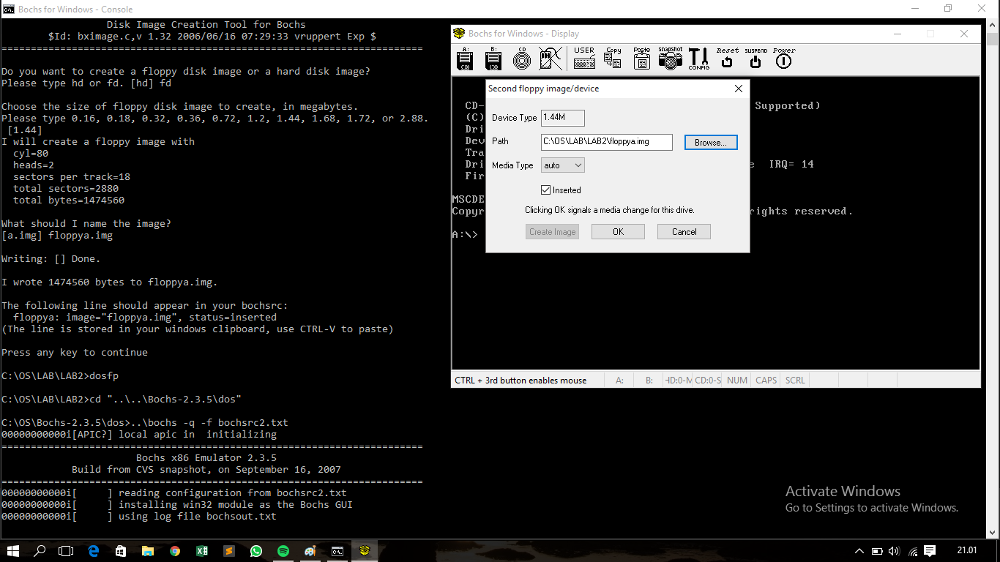 Bochs for Windows - Console
Disk Image Creation Tool for Bochs
$Id: bximage.c,v 1.32 2006/06/16 07:29:33 vruppert Exp $
========================================================================
Do you want to create a floppy disk image or a hard disk image?
Please type hd or fd. [hd] fd
Choose the size of floppy disk image to create, in megabytes.
Please type 0.16, 0.18, 0.32, 0.36, 0.72, 1.2, 1.44, 1.68, 1.72, or 2.88.
[1.44]
I will create a floppy image with
cyl=80
heads=2
sectors per track=18
total sectors=2880
total bytes=1474560
What should I name the image?
[a.img] floppya.img
Writing: [] Done.
I wrote 1474560 bytes to floppya.img.
The following line should appear in your bochsrc:
floppya: image="floppya.img", status=inserted
(The line is stored in your windows clipboard, use CTRL-V to paste)
Press any key to continue
C:\OS\LAB\LAB2>dosfp
C:\OS\LAB\LAB2>cd "..\..\Bochs-2.3.5\dos"
C:\OS\Bochs-2.3.5\dos>..\bochs -q -f bochsrc2.txt
00000000000i[APIC?] local apic in  initializing
========================================================================
Bochs x86 Emulator 2.3.5
Build from CVS snapshot, on September 16, 2007
========================================================================
00000000000i[     ] reading configuration from bochsrc2.txt
00000000000i[     ] installing win32 module as the Bochs GUI
00000000000i[     ] using log file bochsout.txt
Bochs for Windows - Display
A: B: CD USER Copy Paste snapshot CONFIG Reset SUSPEND Power
CD- Supported)
(C)
Dri
Dev
Tra
Dri e IRQ= 14
Fir
MSCDE
Copyr rights reserved.
A:\>
Second floppy image/device
Device Type 1.44M
Path C:\OS\LAB\LAB2\floppya.img Browse...
Media Type auto
Inserted
Clicking OK signals a media change for this drive.
Create Image OK Cancel
CTRL + 3rd button enables mouse A: B: HD:0-M CD:0-S NUM CAPS SCRL
Activate Windows
Go to Settings to activate Windows.
21.01